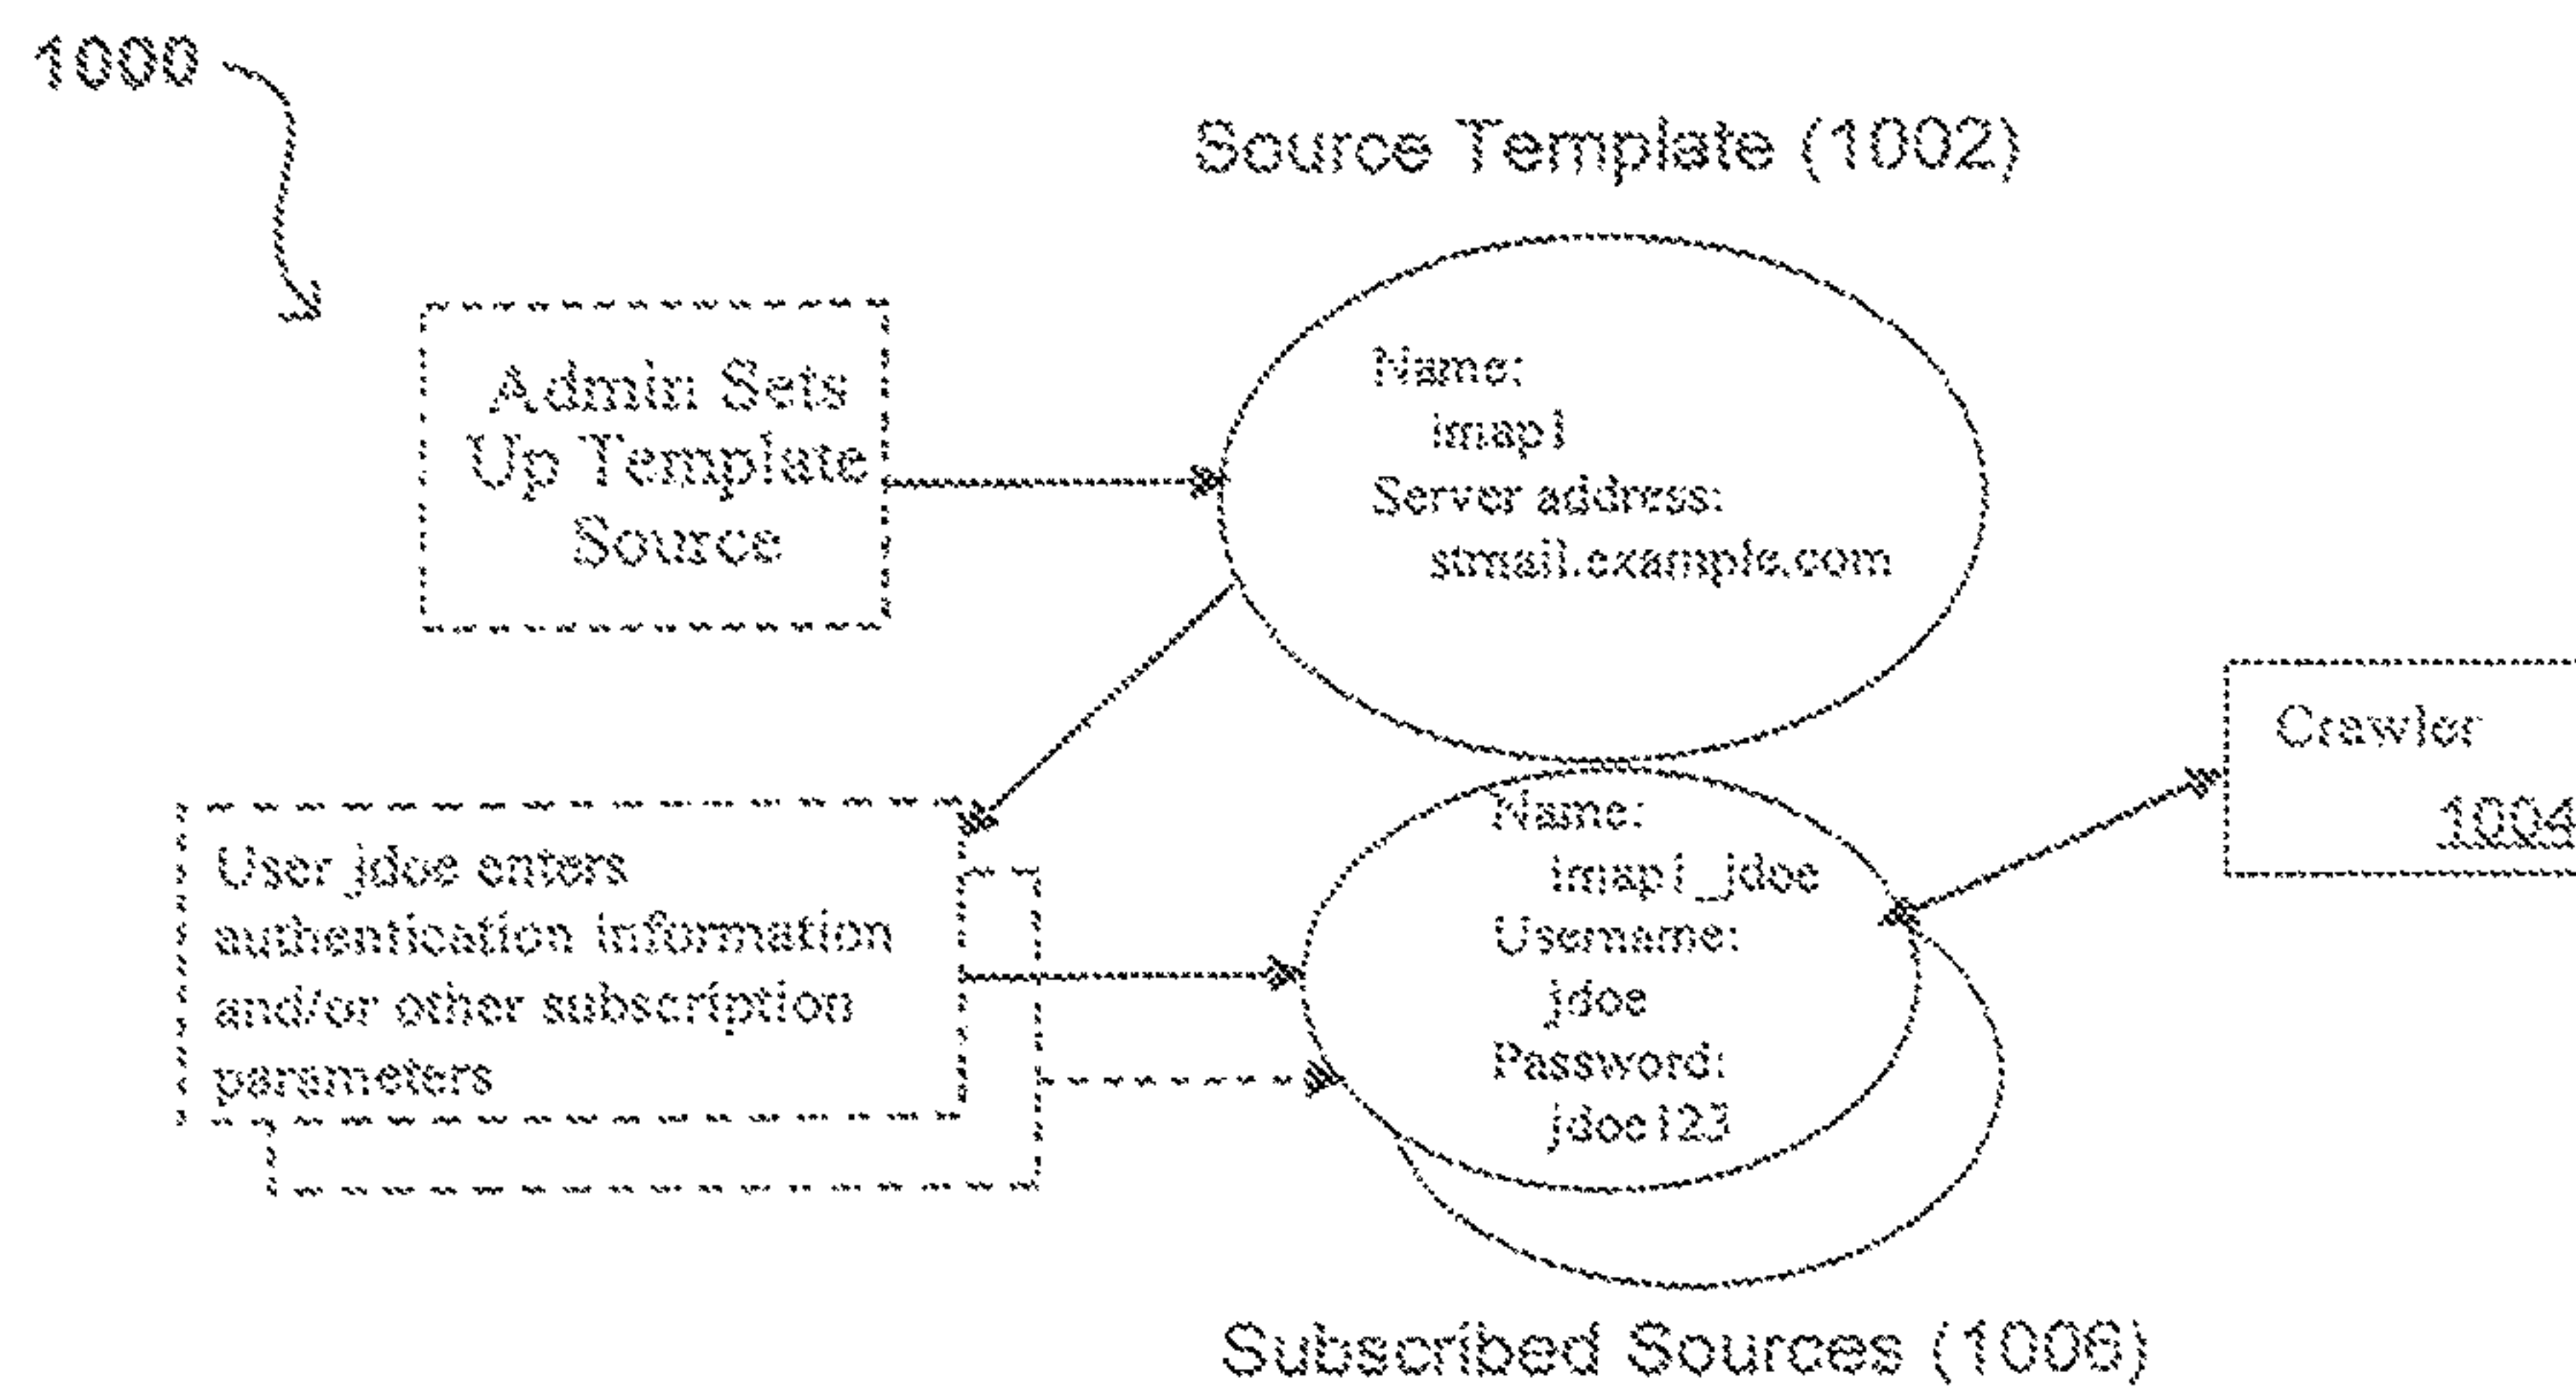 1000
Source Template (1002)
Admin Sets
Up Template
Source
Name:
imap1
Server address:
stmail.example.com
Crawler
1004
User jdoe enters
authentication information
and/or other subscription
parameters
Name:
imap1_jdoe
Username:
jdoe
Password:
jdoe123
Subscribed Sources (1006)